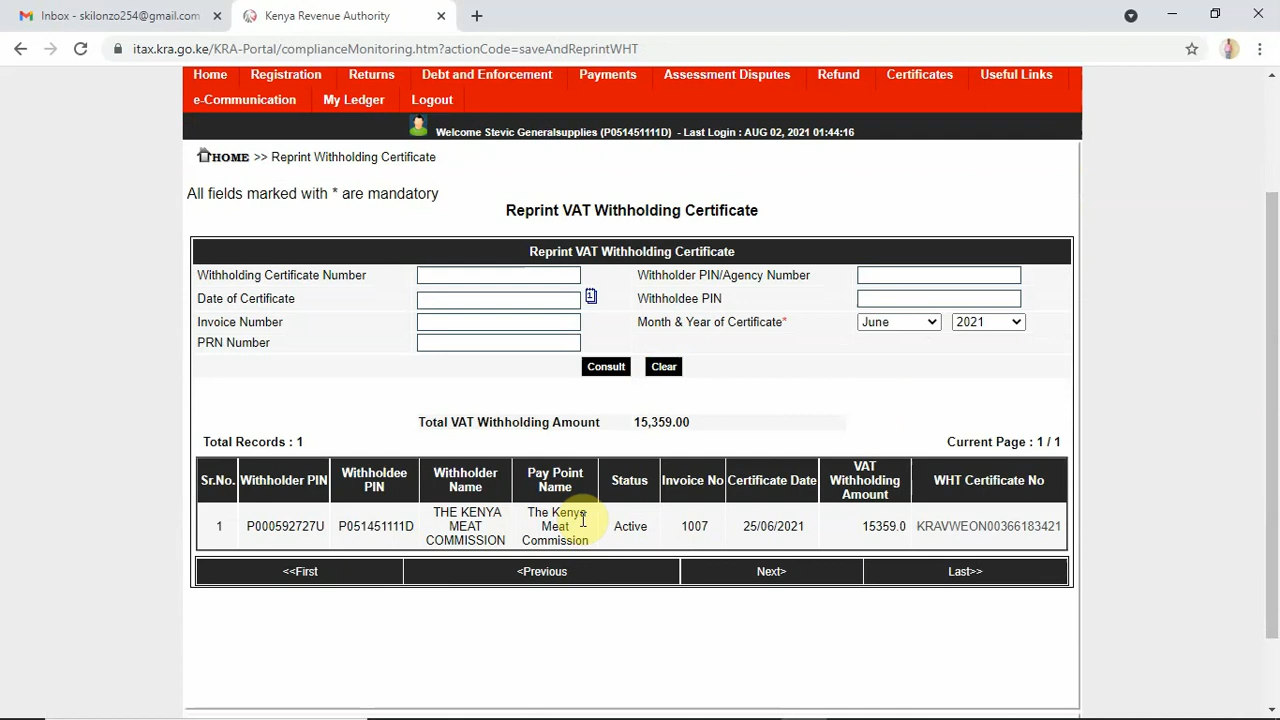 Inbox - skilonzo254@gmail.com
Kenya Revenue Authority
itax.kra.go.ke/KRA-Portal/complianceMonitoring.htm?actionCode=saveAndReprintWHT
Home Registration Returns Debt and Enforcement Payments Assessment Disputes Refund Certificates Useful Links
e-Communication My Ledger Logout
Welcome Stevic Generalsupplies (P051451111D) - Last Login : AUG 02, 2021 01:44:16
HOME >> Reprint Withholding Certificate
All fields marked with * are mandatory
Reprint VAT Withholding Certificate
Reprint VAT Withholding Certificate
Withholding Certificate Number Withholder PIN/Agency Number
Date of Certificate Withholdee PIN
Invoice Number Month & Year of Certificate* June 2021
PRN Number
Consult Clear
Total VAT Withholding Amount 15,359.00
Total Records : 1 Current Page : 1 / 1
Sr.No. Withholder PIN Withholdee PIN Withholder Name Pay Point Name Status Invoice No Certificate Date VAT Withholding Amount WHT Certificate No
1 P000592727U P051451111D THE KENYA MEAT COMMISSION The Kenya Meat Commission Active 1007 25/06/2021 15359.0 KRAVWEON00366183421
<<First <Previous Next> Last>>